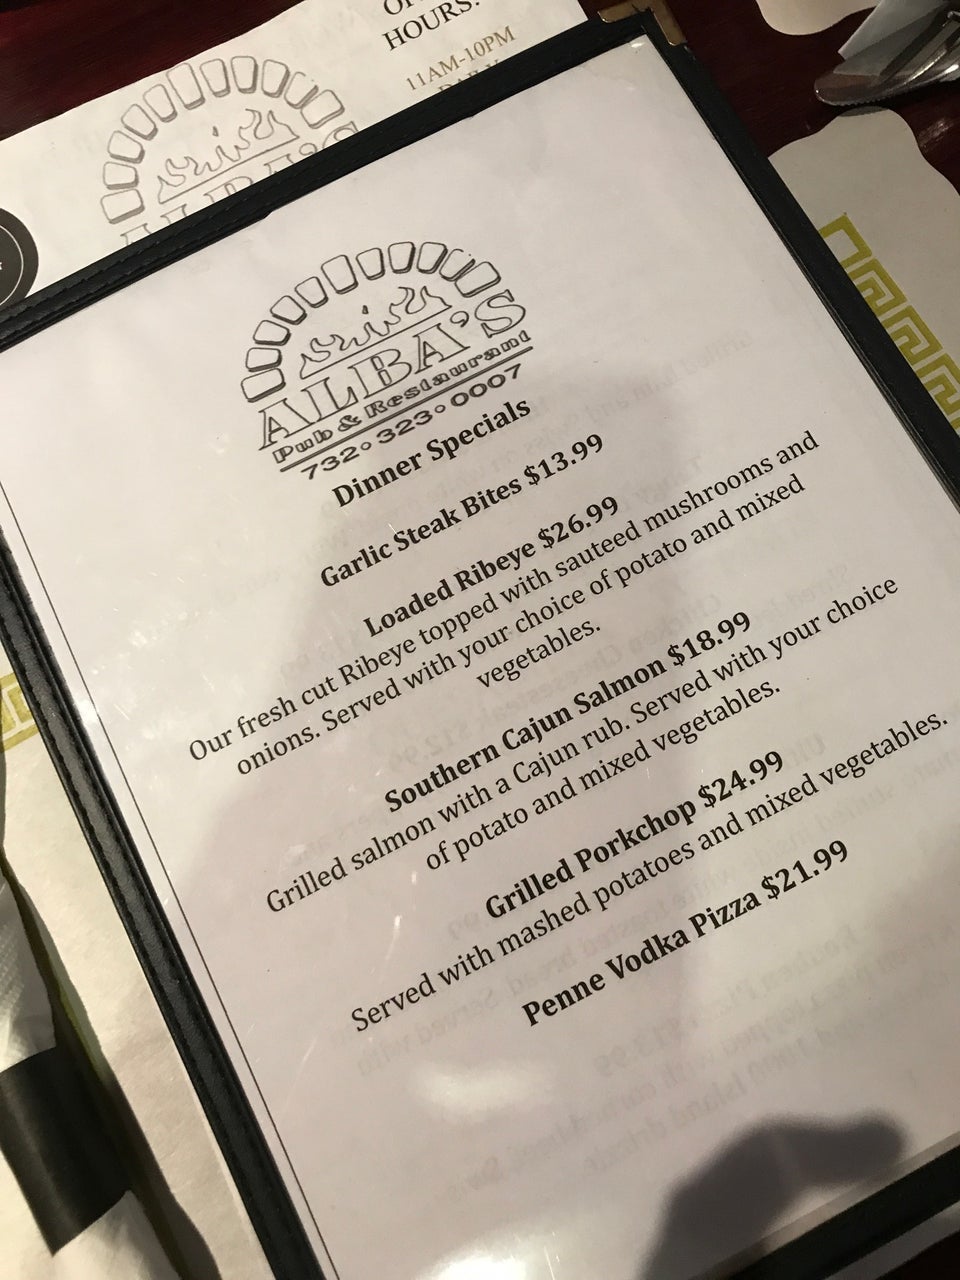 HOURS:
11AM-10PM
ALBA'S
ALBA'S
Pub & Restaurant
732•323•0007
Dinner Specials
Garlic Steak Bites $13.99
Loaded Ribeye $26.99
Our fresh cut Ribeye topped with sauteed mushrooms and
onions. Served with your choice of potato and mixed
vegetables.
Southern Cajun Salmon $18.99
Grilled salmon with a Cajun rub. Served with your choice
of potato and mixed vegetables.
Grilled Porkchop $24.99
Served with mashed potatoes and mixed vegetables.
Penne Vodka Pizza $21.99